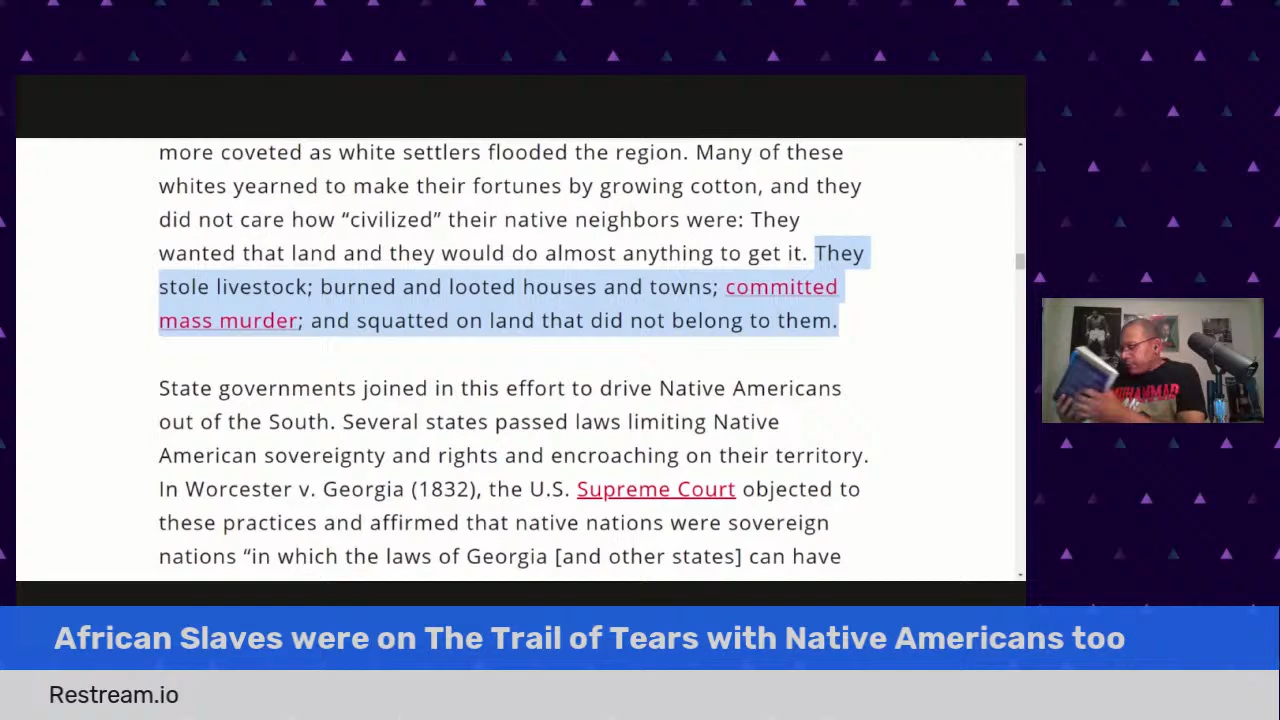 more coveted as white settlers flooded the region. Many of these
whites yearned to make their fortunes by growing cotton, and they
did not care how “civilized” their native neighbors were: They
wanted that land and they would do almost anything to get it. They
stole livestock; burned and looted houses and towns; committed
mass murder; and squatted on land that did not belong to them.
State governments joined in this effort to drive Native Americans
out of the South. Several states passed laws limiting Native
American sovereignty and rights and encroaching on their territory.
In Worcester v. Georgia (1832), the U.S. Supreme Court objected to
these practices and affirmed that native nations were sovereign
nations “in which the laws of Georgia [and other states] can have
MUHAMMAD
African Slaves were on The Trail of Tears with Native Americans too
Restream.io